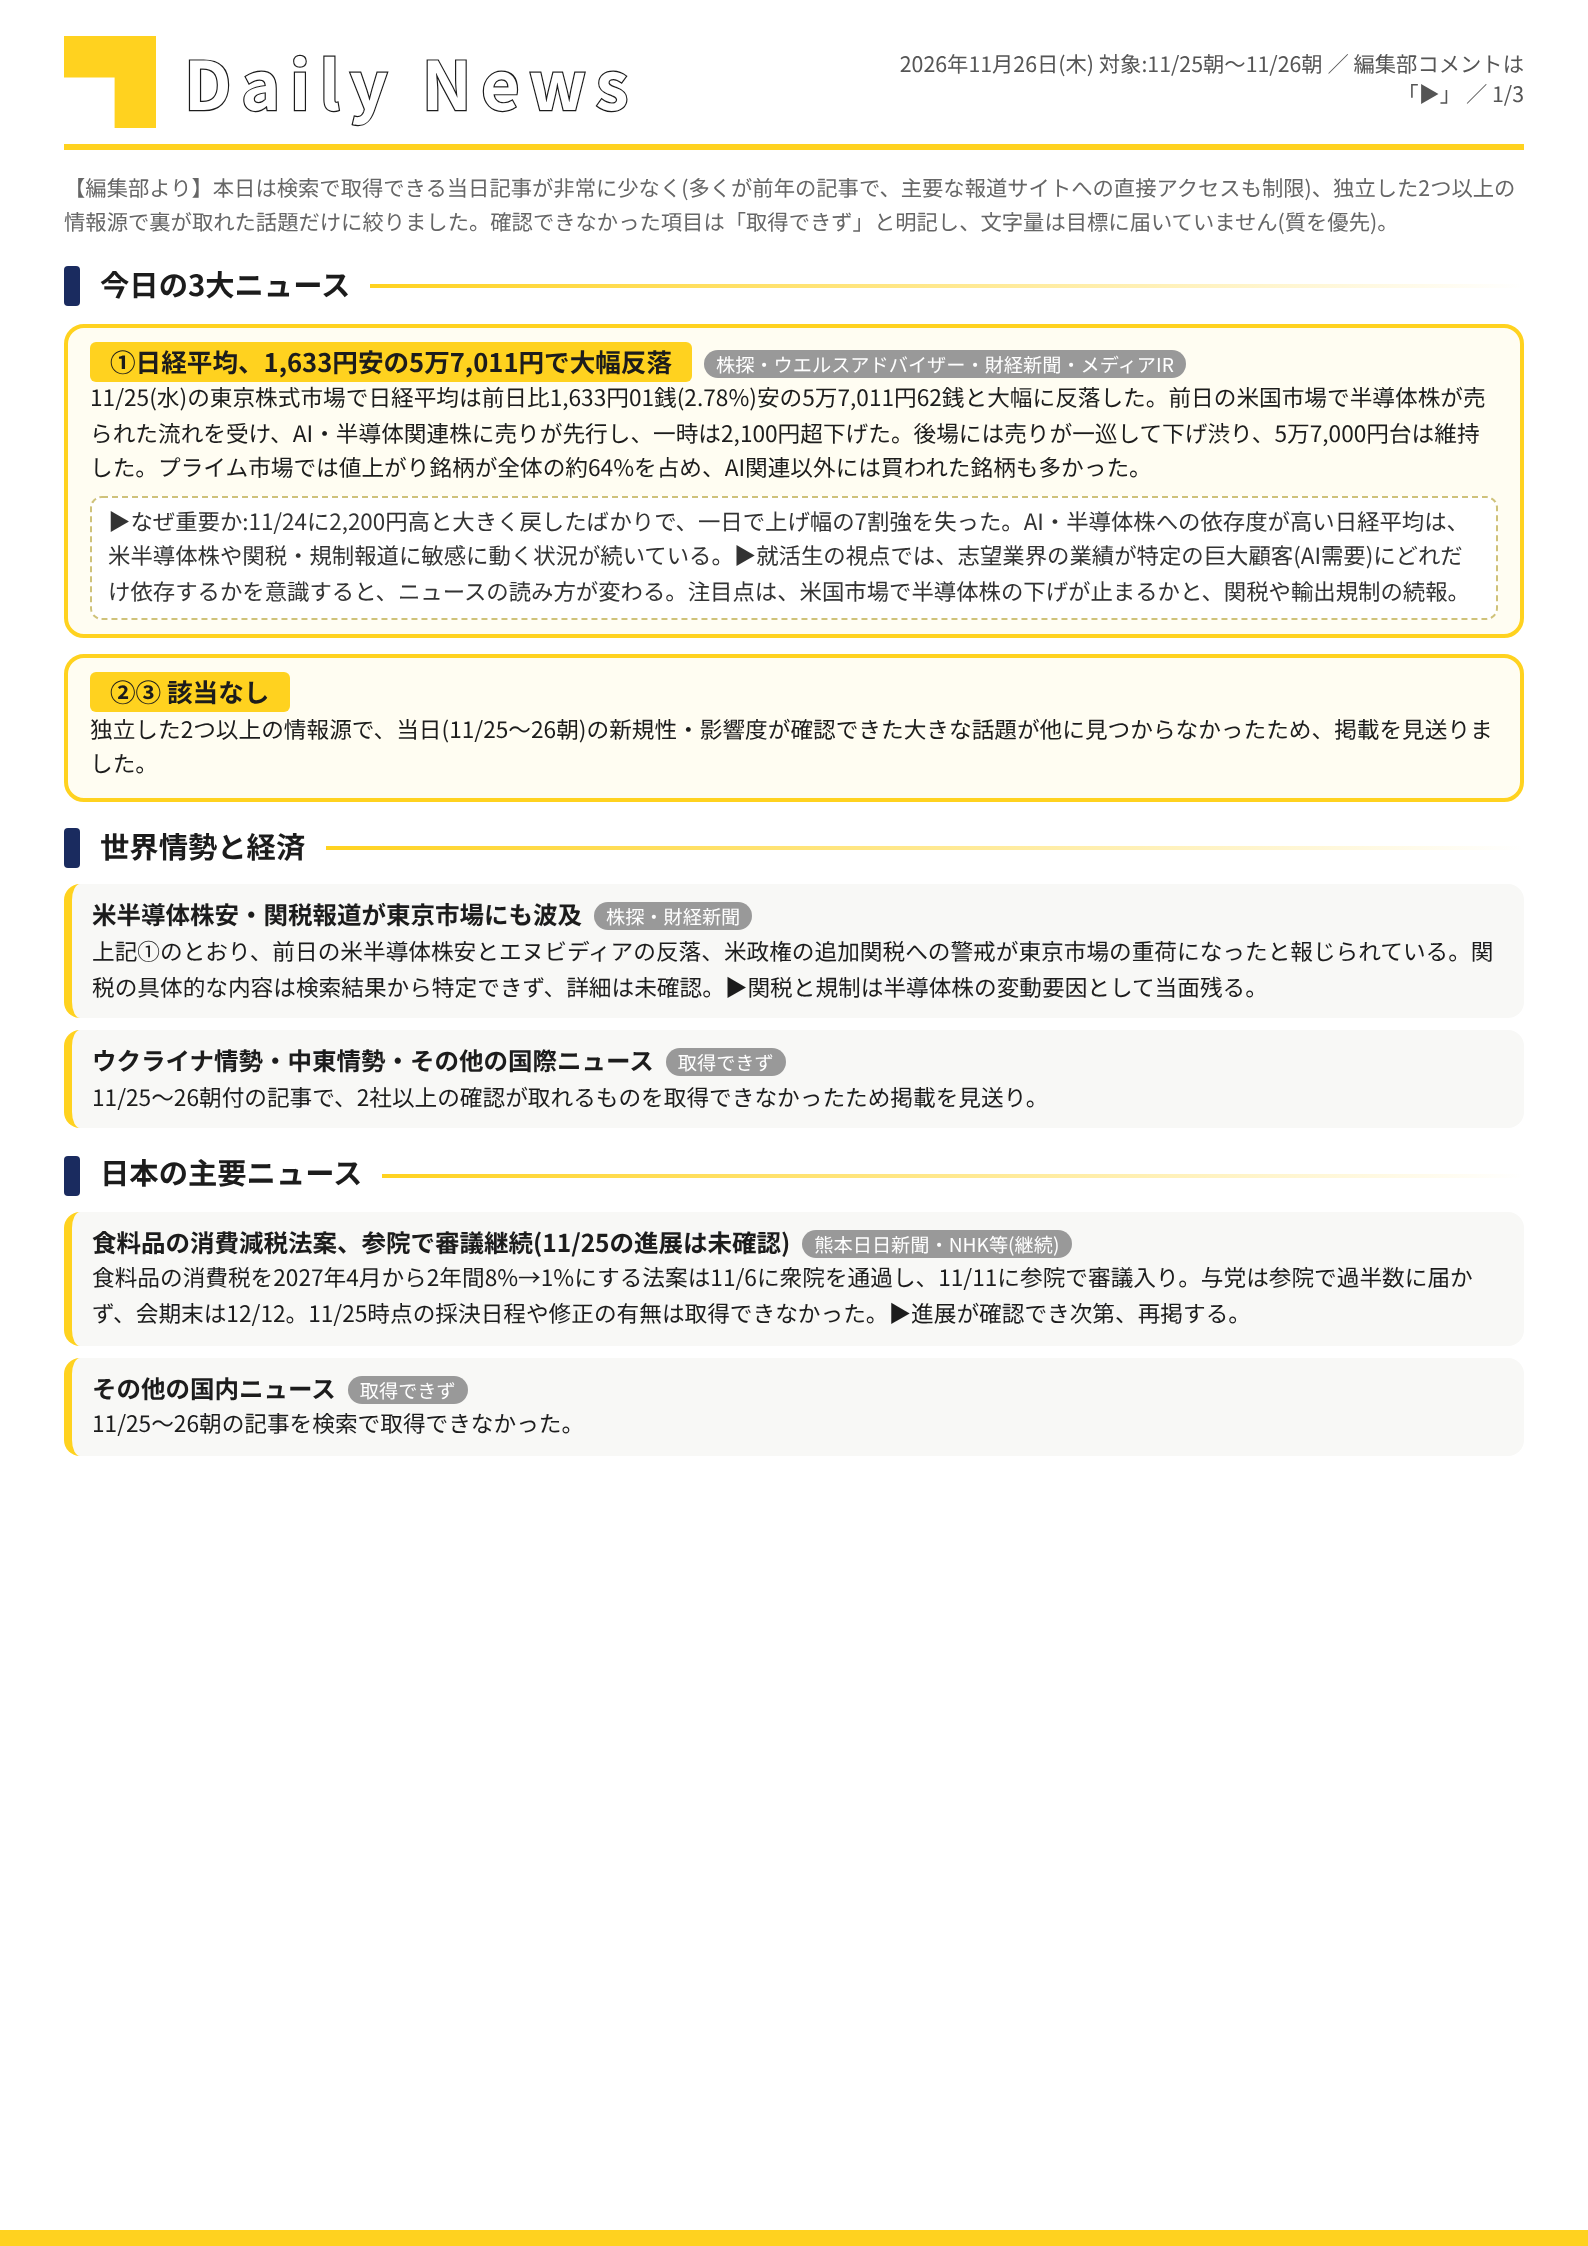 Daily News
2026年11月26日(木) 対象:11/25朝〜11/26朝 ／ 編集部コメントは
「▶」 ／ 1/3
【編集部より】本日は検索で取得できる当日記事が非常に少なく(多くが前年の記事で、主要な報道サイトへの直接アクセスも制限)、独立した2つ以上の
情報源で裏が取れた話題だけに絞りました。確認できなかった項目は「取得できず」と明記し、文字量は目標に届いていません(質を優先)。
今日の3大ニュース
①日経平均、1,633円安の5万7,011円で大幅反落 株探・ウエルスアドバイザー・財経新聞・メディアIR
11/25(水)の東京株式市場で日経平均は前日比1,633円01銭(2.78%)安の5万7,011円62銭と大幅に反落した。前日の米国市場で半導体株が売
られた流れを受け、AI・半導体関連株に売りが先行し、一時は2,100円超下げた。後場には売りが一巡して下げ渋り、5万7,000円台は維持
した。プライム市場では値上がり銘柄が全体の約64%を占め、AI関連以外には買われた銘柄も多かった。
▶なぜ重要か:11/24に2,200円高と大きく戻したばかりで、一日で上げ幅の7割強を失った。AI・半導体株への依存度が高い日経平均は、
米半導体株や関税・規制報道に敏感に動く状況が続いている。▶就活生の視点では、志望業界の業績が特定の巨大顧客(AI需要)にどれだ
け依存するかを意識すると、ニュースの読み方が変わる。注目点は、米国市場で半導体株の下げが止まるかと、関税や輸出規制の続報。
②③ 該当なし
独立した2つ以上の情報源で、当日(11/25〜26朝)の新規性・影響度が確認できた大きな話題が他に見つからなかったため、掲載を見送りま
した。
世界情勢と経済
米半導体株安・関税報道が東京市場にも波及 株探・財経新聞
上記①のとおり、前日の米半導体株安とエヌビディアの反落、米政権の追加関税への警戒が東京市場の重荷になったと報じられている。関
税の具体的な内容は検索結果から特定できず、詳細は未確認。▶関税と規制は半導体株の変動要因として当面残る。
ウクライナ情勢・中東情勢・その他の国際ニュース 取得できず
11/25〜26朝付の記事で、2社以上の確認が取れるものを取得できなかったため掲載を見送り。
日本の主要ニュース
食料品の消費減税法案、参院で審議継続(11/25の進展は未確認) 熊本日日新聞・NHK等(継続)
食料品の消費税を2027年4月から2年間8%→1%にする法案は11/6に衆院を通過し、11/11に参院で審議入り。与党は参院で過半数に届か
ず、会期末は12/12。11/25時点の採決日程や修正の有無は取得できなかった。▶進展が確認でき次第、再掲する。
その他の国内ニュース 取得できず
11/25〜26朝の記事を検索で取得できなかった。